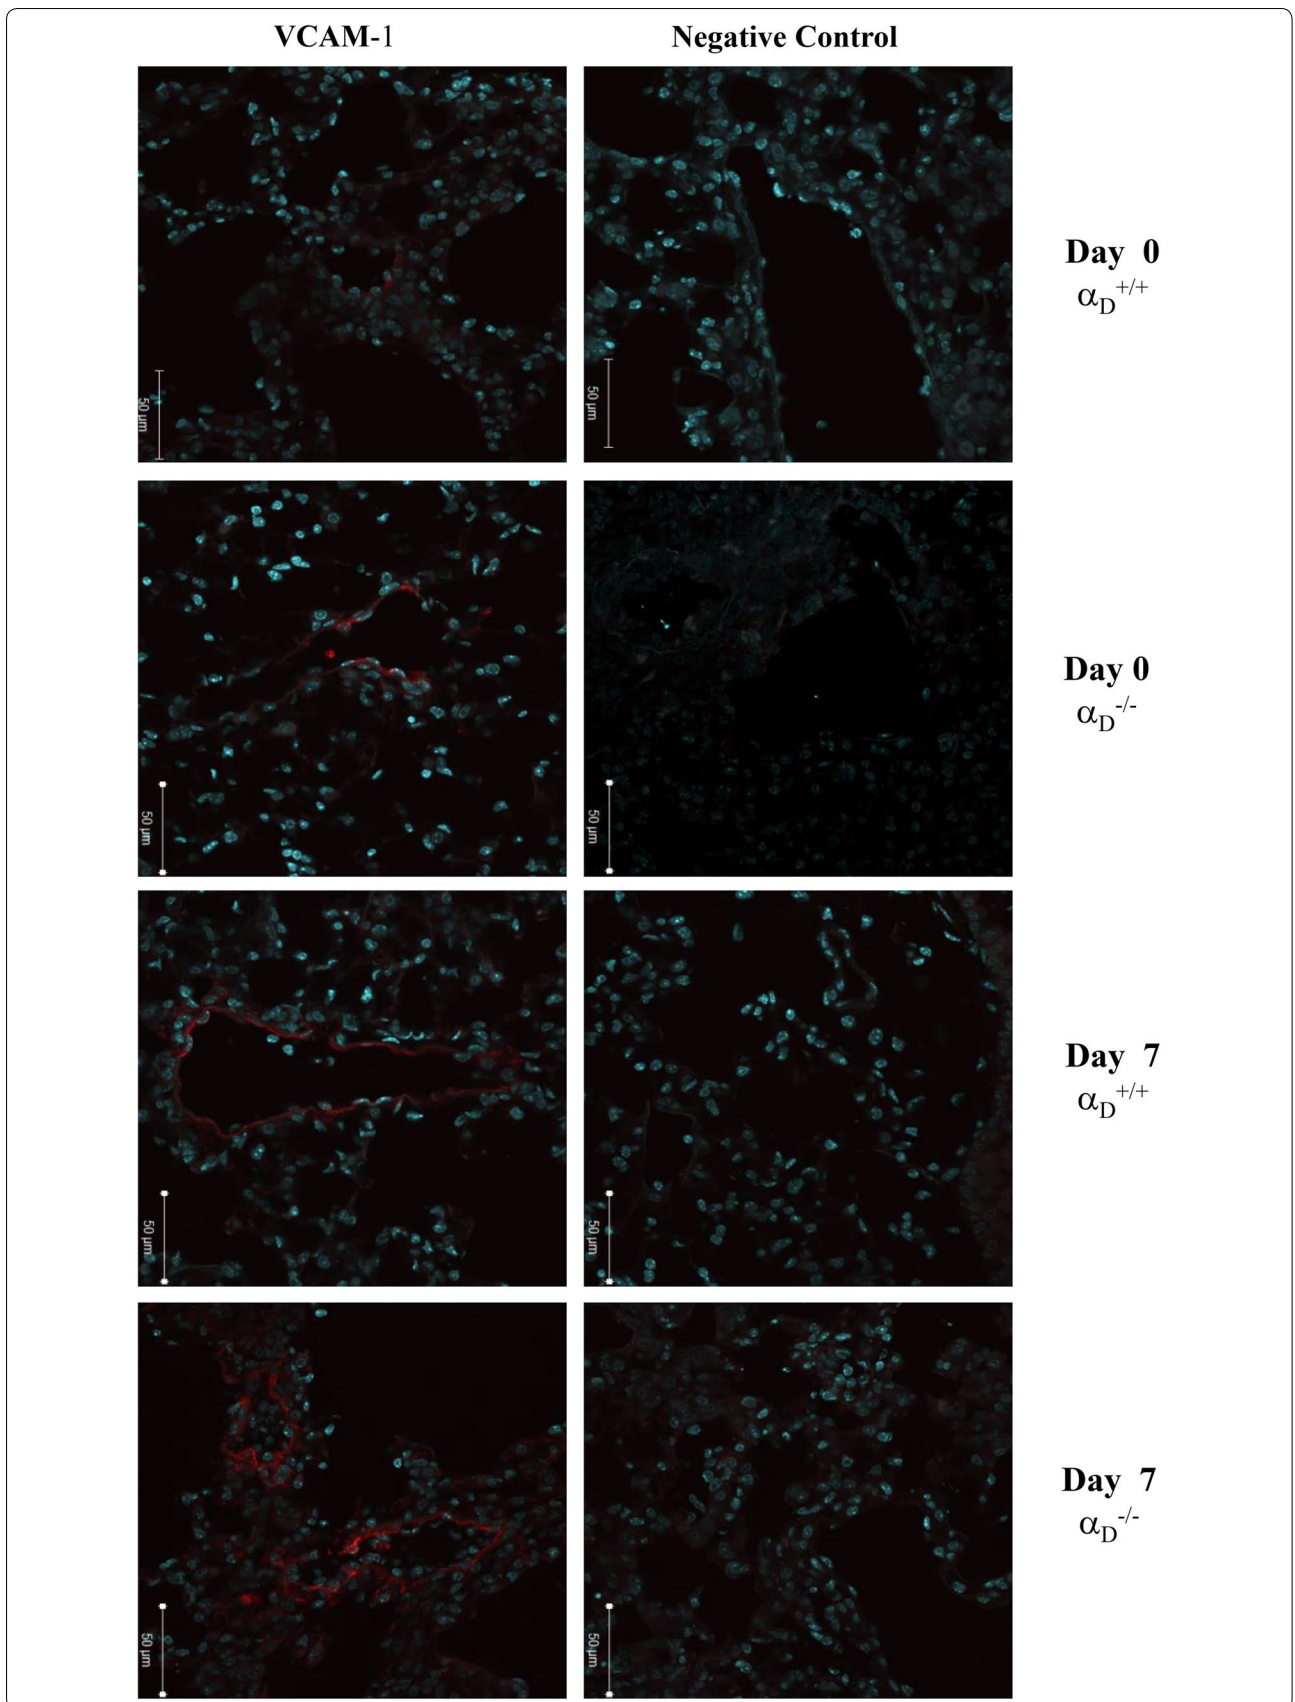 VCAM-1 Negative Control
50 µm 50 µm
Day 0
αD+/+
50 µm 50 µm
Day 0
αD-/-
50 µm 50 µm
Day 7
αD+/+
50 µm 50 µm
Day 7
αD-/-